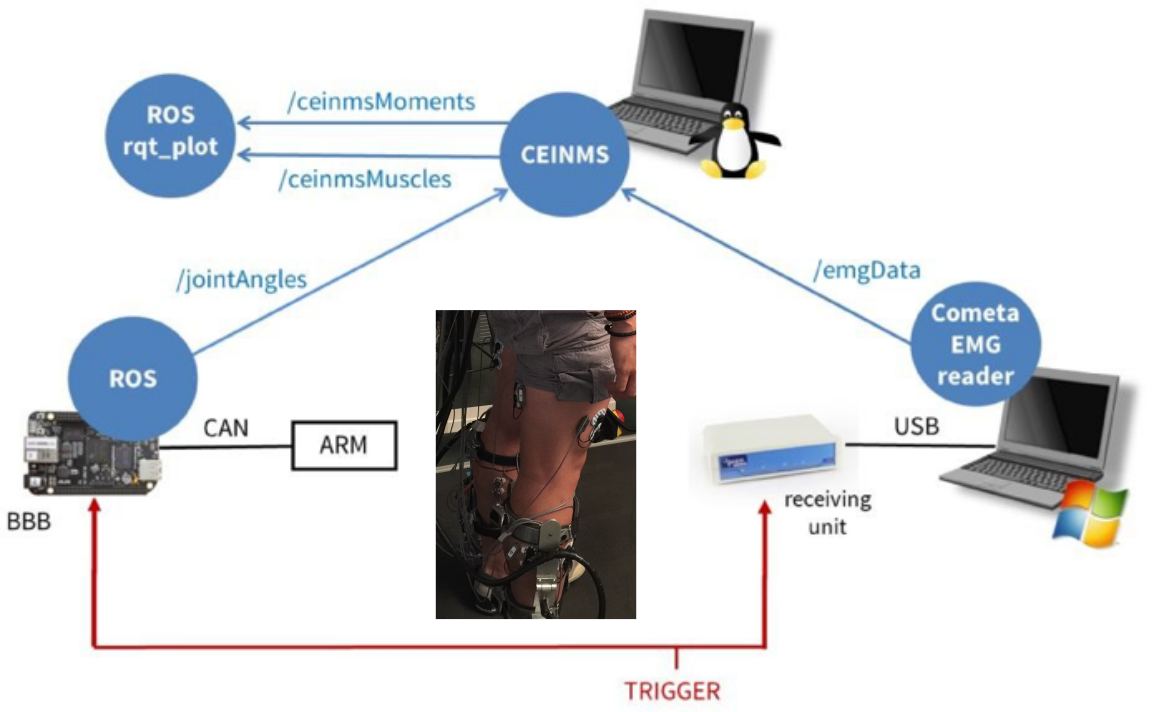 /ceinmsMoments
ROS
rqt_plot
CEINMS
/ceinmsMuscles
/jointAngles
/emgData
Cometa
EMG
reader
ROS
CAN
ARM
USB
BBB
receiving
unit
TRIGGER